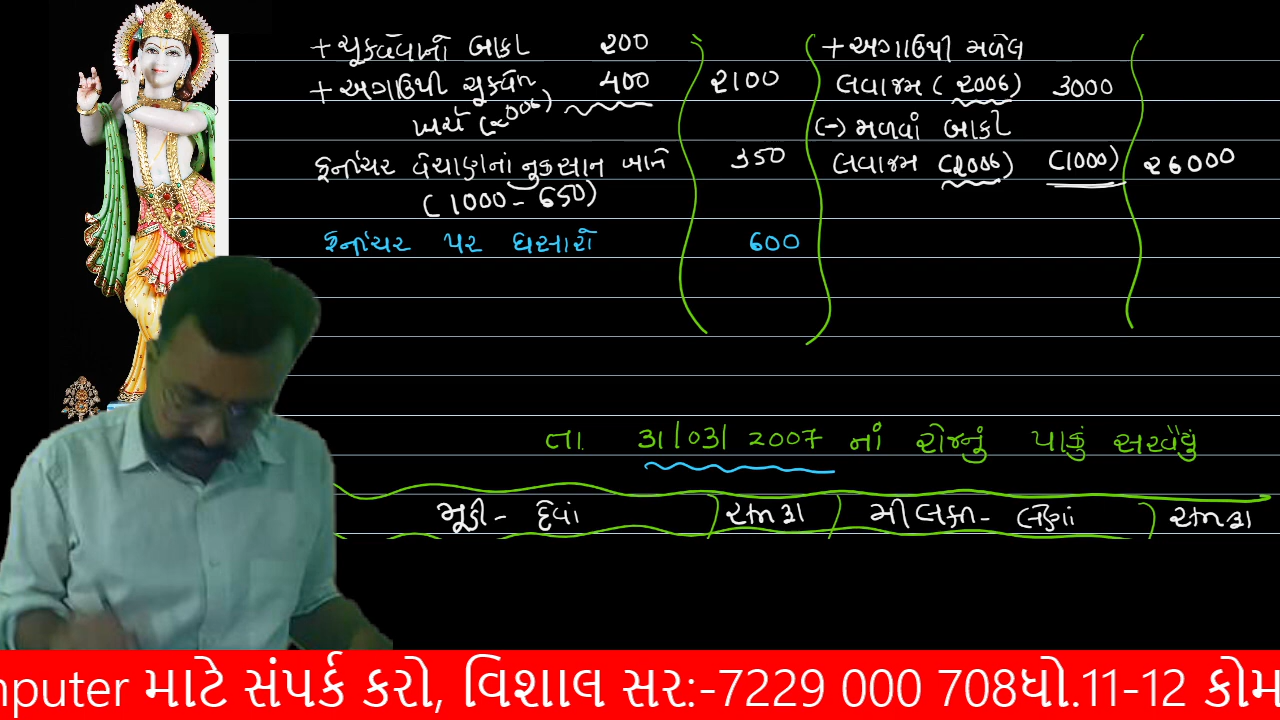 + ચૂકવવાનો બાકી 200
+ અગાઉથી ચૂકવેલ 400 2100
ખર્ચ (2006)
ફર્નિચર વેચાણનાં નુકસાન ખાતે 350
(1000 - 650)
ફર્નિચર પર ઘસારો 600
+ અગાઉથી મળેલ
લવાજમ (2006) 3000
(-) મળવાં બાકી
લવાજમ (2006) (1000) 26000
તા. 31/03/2007 નાં રોજનું પાકું સરવૈયું
મૂડી - દેવાં રકમ રૂા મીલકત - લેણાં રકમ રૂા
mputer માટે સંપર્ક કરો, વિશાલ સર:-7229 000 708ધો.11-12 કોમ